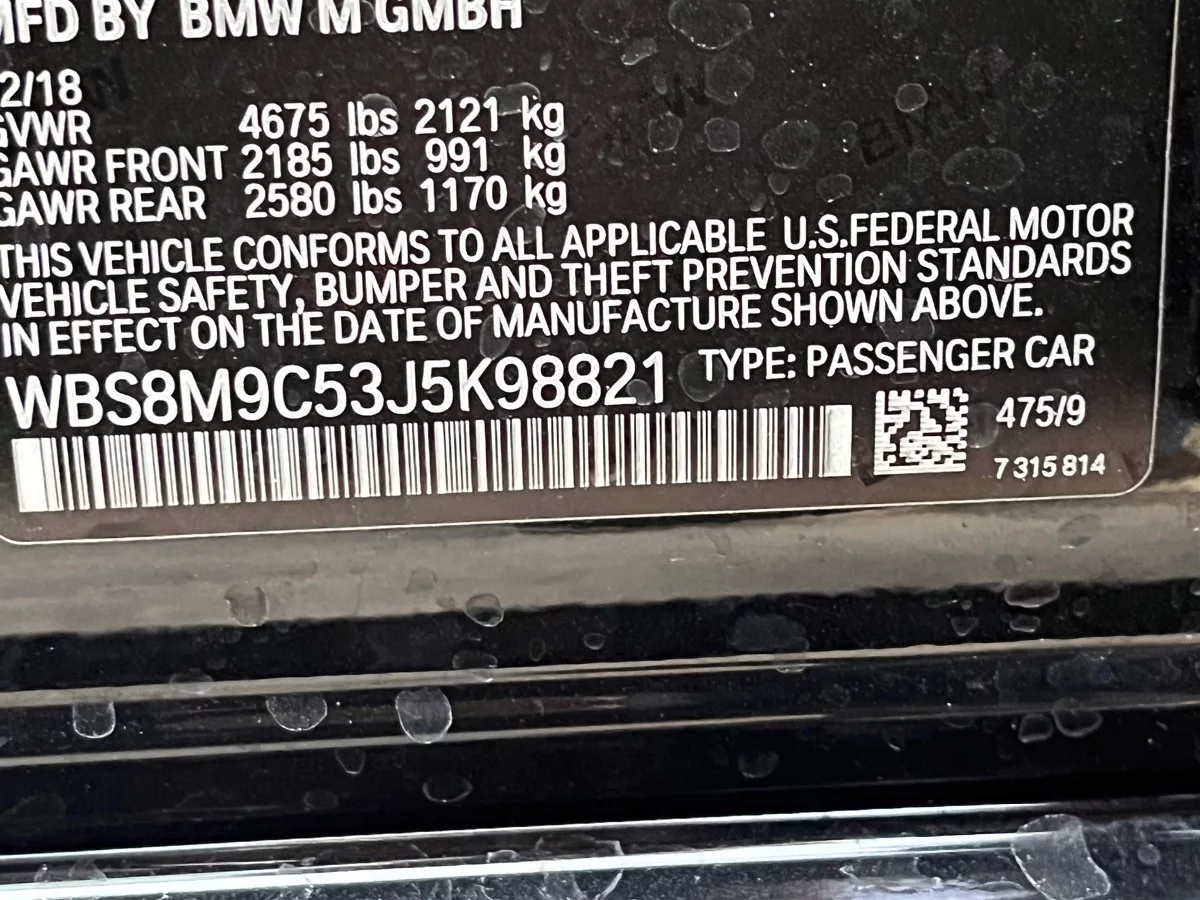 MFD BY BMW M GMBH
2/18
GVWR 4675 lbs 2121 kg
GAWR FRONT 2185 lbs 991 kg
GAWR REAR 2580 lbs 1170 kg
THIS VEHICLE CONFORMS TO ALL APPLICABLE U.S.FEDERAL MOTOR
VEHICLE SAFETY, BUMPER AND THEFT PREVENTION STANDARDS
IN EFFECT ON THE DATE OF MANUFACTURE SHOWN ABOVE.
WBS8M9C53J5K98821 TYPE: PASSENGER CAR
475/9
7 315 814
BMW